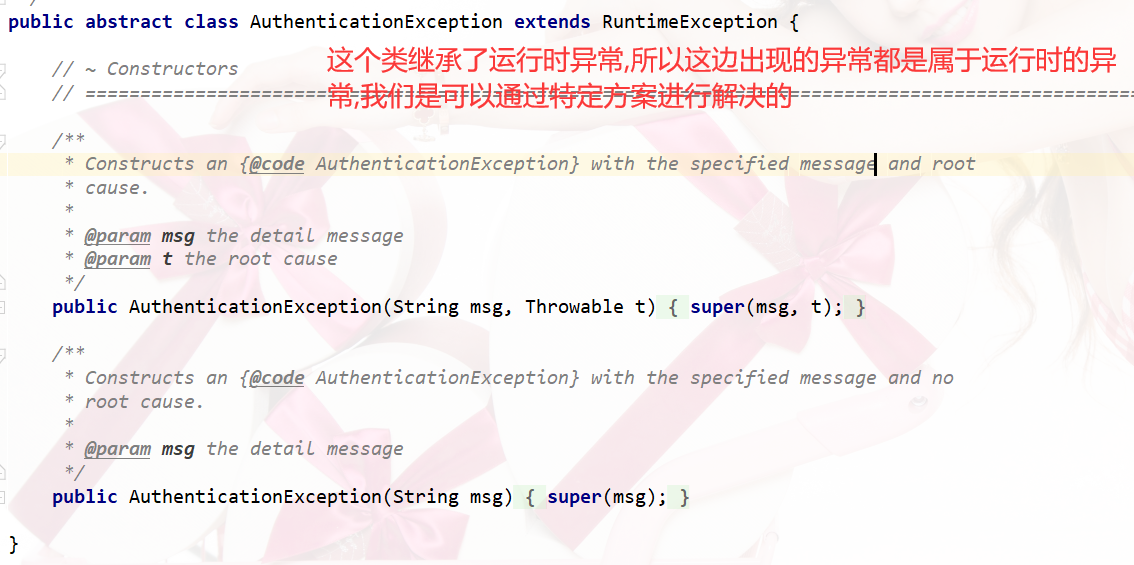 */
public abstract class AuthenticationException extends RuntimeException {
这个类继承了运行时异常,所以这边出现的异常都是属于运行时的异
// ~ Constructors
常,我们是可以通过特定方案进行解决的
// ==================================================================================================
/**
* Constructs an {@code AuthenticationException} with the specified message and root
* cause.
*
* @param msg the detail message
* @param t the root cause
*/
public AuthenticationException(String msg, Throwable t) { super(msg, t); }
/**
* Constructs an {@code AuthenticationException} with the specified message and no
* root cause.
*
* @param msg the detail message
*/
public AuthenticationException(String msg) { super(msg); }
}